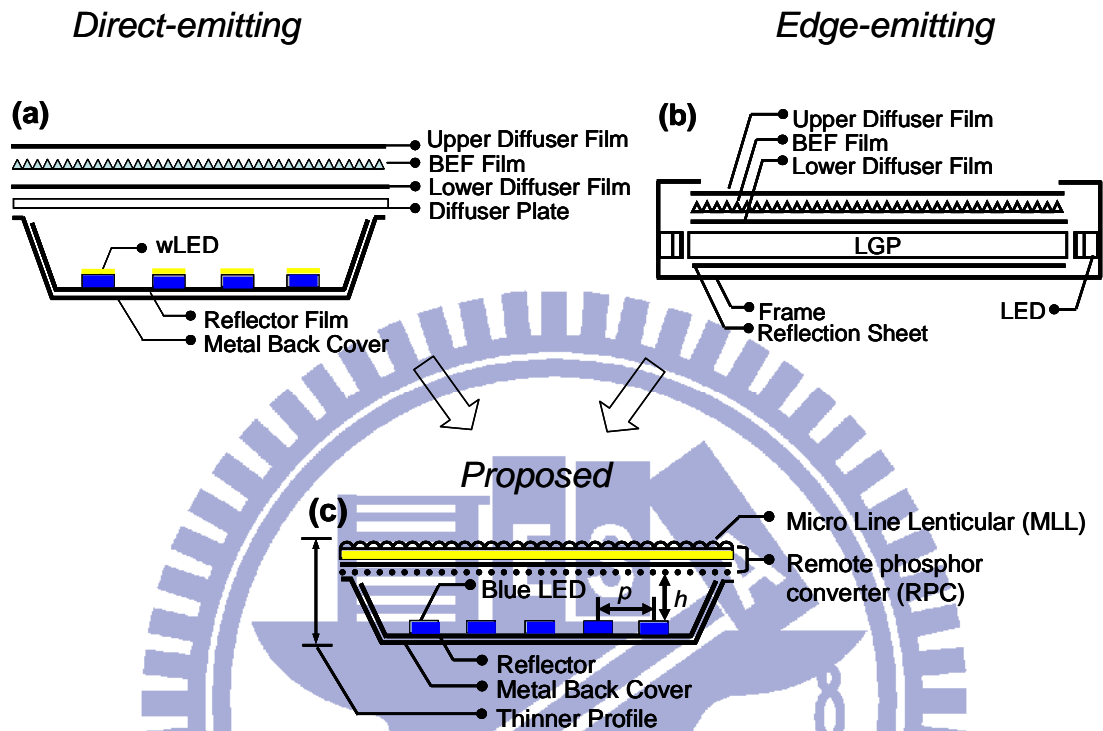 Direct-emitting
Edge-emitting
(a)
Upper Diffuser Film
BEF Film
Lower Diffuser Film
Diffuser Plate
wLED
Reflector Film
Metal Back Cover
(b)
Upper Diffuser Film
BEF Film
Lower Diffuser Film
LGP
LED
Frame
Reflection Sheet
Proposed
(c)
Micro Line Lenticular (MLL)
Remote phosphor
converter (RPC)
Blue LED
p
h
Reflector
Metal Back Cover
Thinner Profile